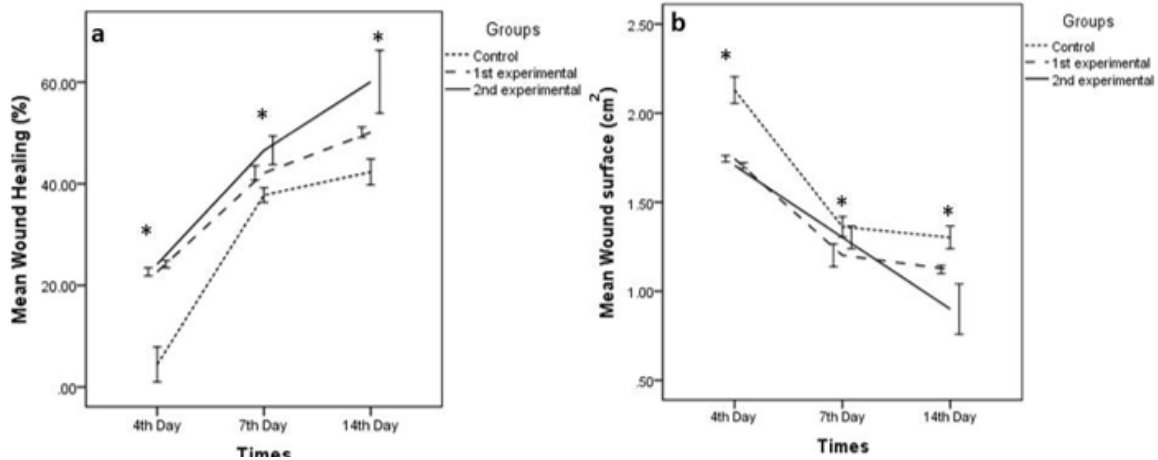 a
*
*
*
Groups
Control
1st experimental
2nd experimental
Mean Wound Healing (%)
60.00
40.00
20.00
.00
4th Day
7th Day
14th Day
Times
b
*
*
*
Groups
Control
1st experimental
2nd experimental
Mean Wound surface (cm²)
2.50
2.00
1.50
1.00
.50
4th Day
7th Day
14th Day
Times